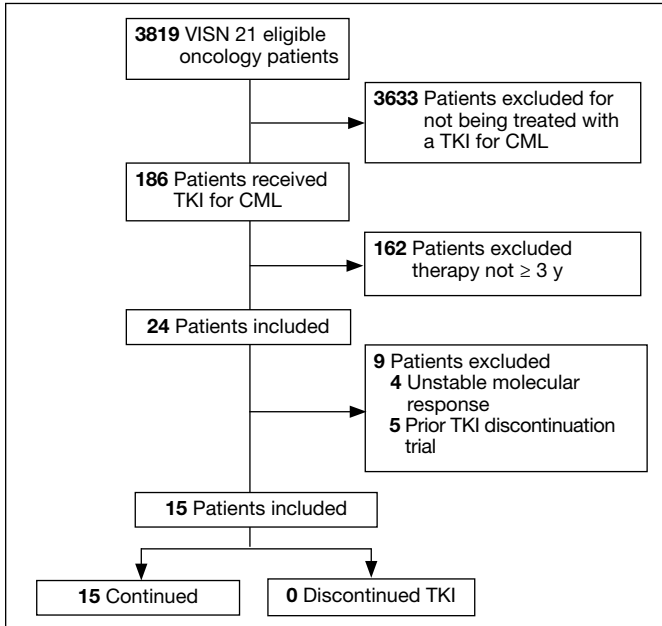 3819 VISN 21 eligible
oncology patients
3633 Patients excluded for
not being treated with
a TKI for CML
186 Patients received
TKI for CML
162 Patients excluded
therapy not ≥ 3 y
24 Patients included
9 Patients excluded
4 Unstable molecular
response
5 Prior TKI discontinuation
trial
15 Patients included
15 Continued
0 Discontinued TKI